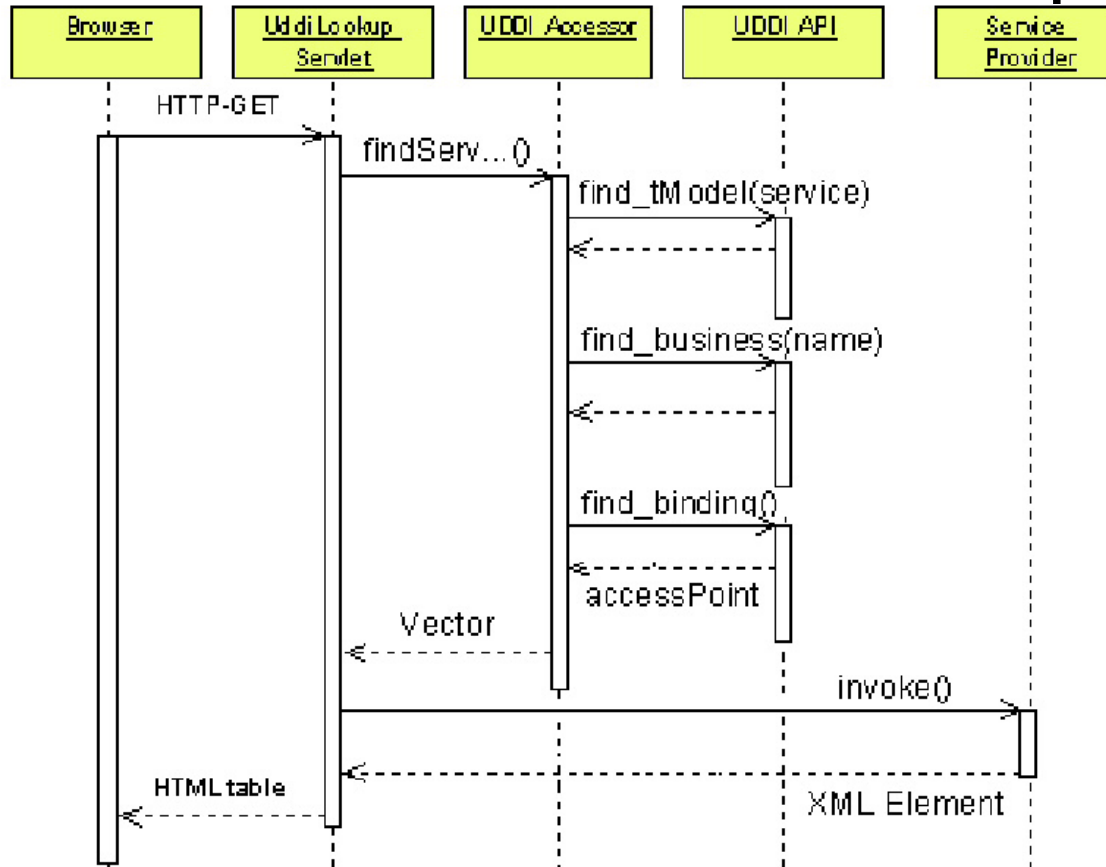 Browser
UddiLookup
Servlet
UDDI Accessor
UDDI API
Service
Provider
HTTP-GET
findServ...()
find_tModel(service)
find_business(name)
find_binding()
accessPoint
Vector
invoke()
XML Element
HTMLtable